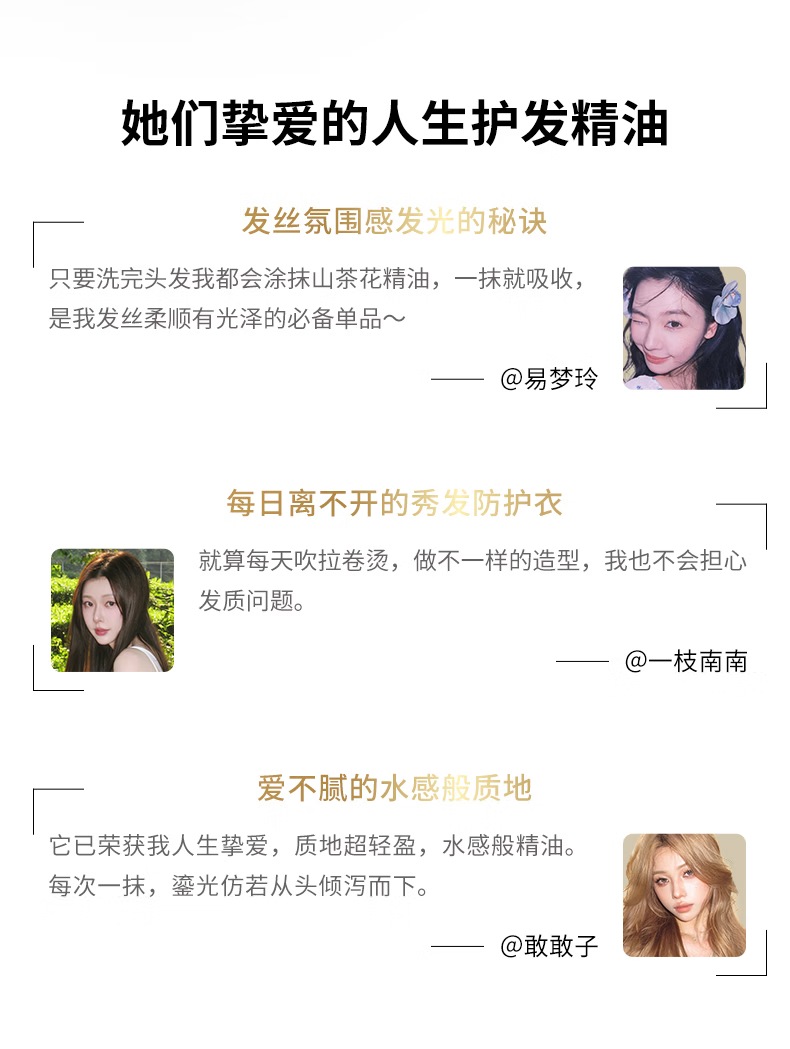 她们挚爱的人生护发精油
发丝氛围感发光的秘诀
只要洗完头发我都会涂抹山茶花精油，一抹就吸收，
是我发丝柔顺有光泽的必备单品～
@易梦玲
每日离不开的秀发防护衣
就算每天吹拉卷烫，做不一样的造型，我也不会担心
发质问题。
@一枝南南
爱不腻的水感般质地
它已荣获我人生挚爱，质地超轻盈，水感般精油。
每次一抹，鎏光仿若从头倾泻而下。
@敢敢子